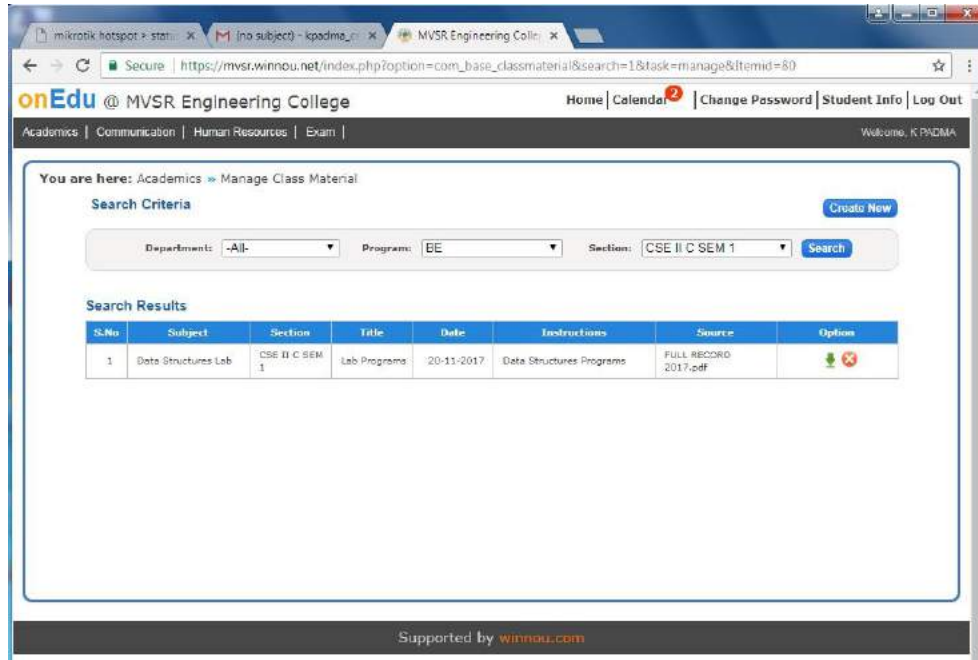 mikrotik hotspot > stat
(no subject) - kpadma_
MVSR Engineering Colle
Secure | https://mvsr.winnou.net/index.php?option=com_base_classmaterial&search=1&task=manage&Itemid=80
onEdu @ MVSR Engineering College
Home | Calendar 2 | Change Password | Student Info | Log Out
Academics | Communication | Human Resources | Exam |
Welcome, K PADMA
You are here: Academics » Manage Class Material
Search Criteria
Create New
Department: -All- Program: BE Section: CSE II C SEM 1 Search
Search Results
S.No Subject Section Title Date Instructions Source Option
1 Data Structures Lab CSE II C SEM 1 Lab Programs 20-11-2017 Data Structures Programs FULL RECORD 2017.pdf
Supported by winnou.com